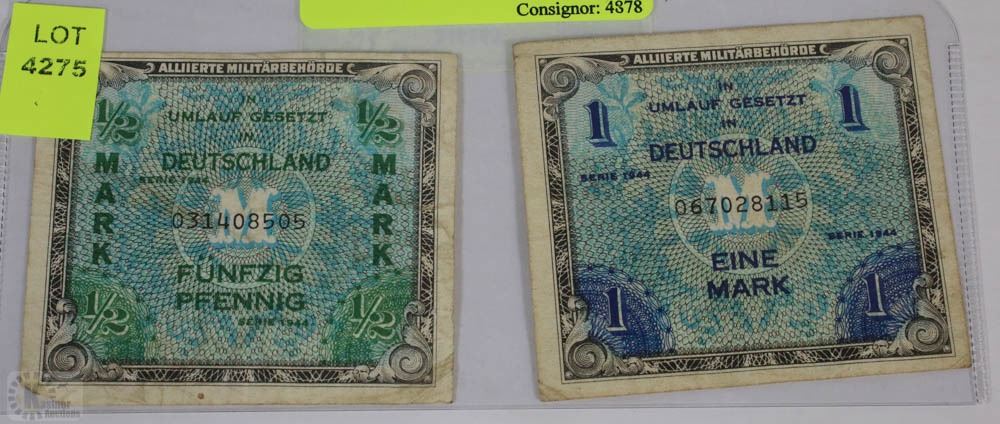 Consignor: 4378
LOT
4275
ALLIIERTE MILITÄRBEHÖRDE
1/2
IN
UMLAUF GESETZT
IN
DEUTSCHLAND
1/2
SERIE 1944
MARK
MARK
031408505
M
FÜNFZIG
PFENNIG
SERIE 1944
1/2
1/2
ALLIIERTE MILITÄRBEHÖRDE
1
IN
UMLAUF GESETZT
IN
DEUTSCHLAND
1
SERIE 1944
M
067028115
SERIE 1944
EINE
MARK
1
1
Kastner
Auctions